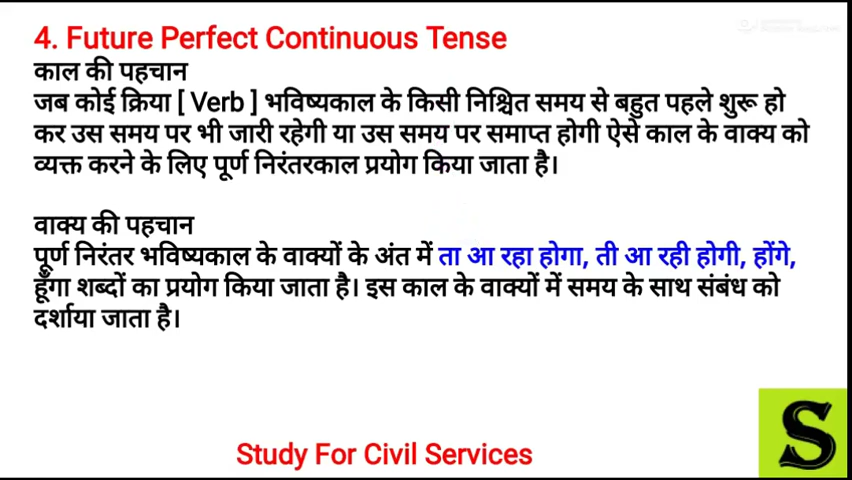 4. Future Perfect Continuous Tense
काल की पहचान
जब कोई क्रिया [ Verb ] भविष्यकाल के किसी निश्चित समय से बहुत पहले शुरू हो
कर उस समय पर भी जारी रहेगी या उस समय पर समाप्त होगी ऐसे काल के वाक्य को
व्यक्त करने के लिए पूर्ण निरंतरकाल प्रयोग किया जाता है।
वाक्य की पहचान
पूर्ण निरंतर भविष्यकाल के वाक्यों के अंत में ता आ रहा होगा, ती आ रही होगी, होंगे,
हूँगा शब्दों का प्रयोग किया जाता है। इस काल के वाक्यों में समय के साथ संबंध को
दर्शाया जाता है।
Study For Civil Services
S